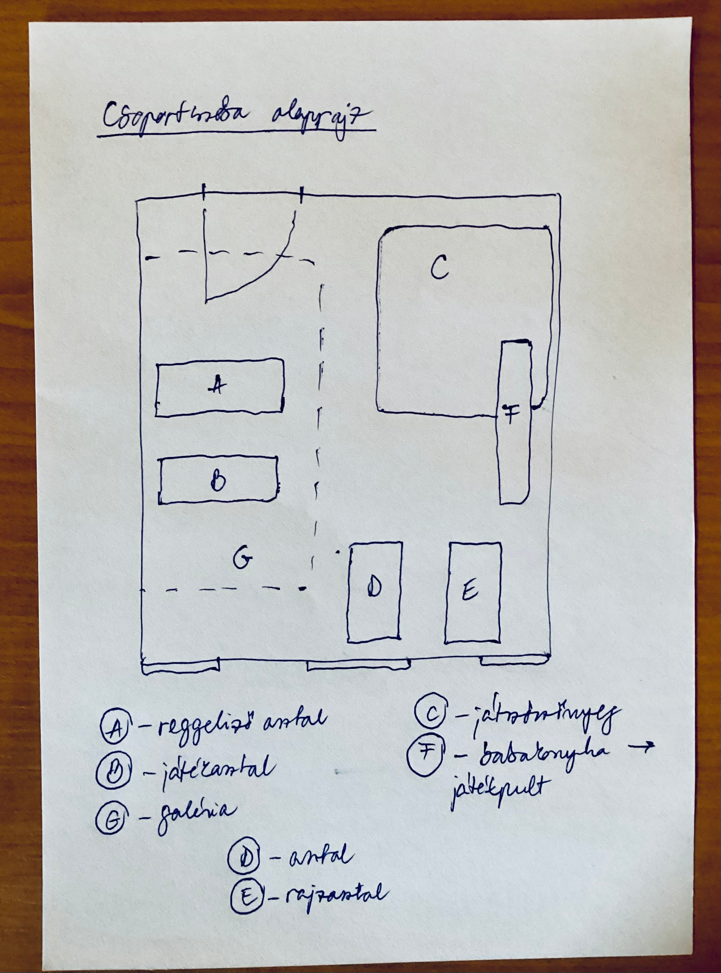 Csoportszoba alaprajz
C
A
F
B
G
D
E
A - reggeliző asztal
B - játékasztal
G - galéria
C - játszószőnyeg
F - babakonyha →
játékpult
D - asztal
E - rajzasztal